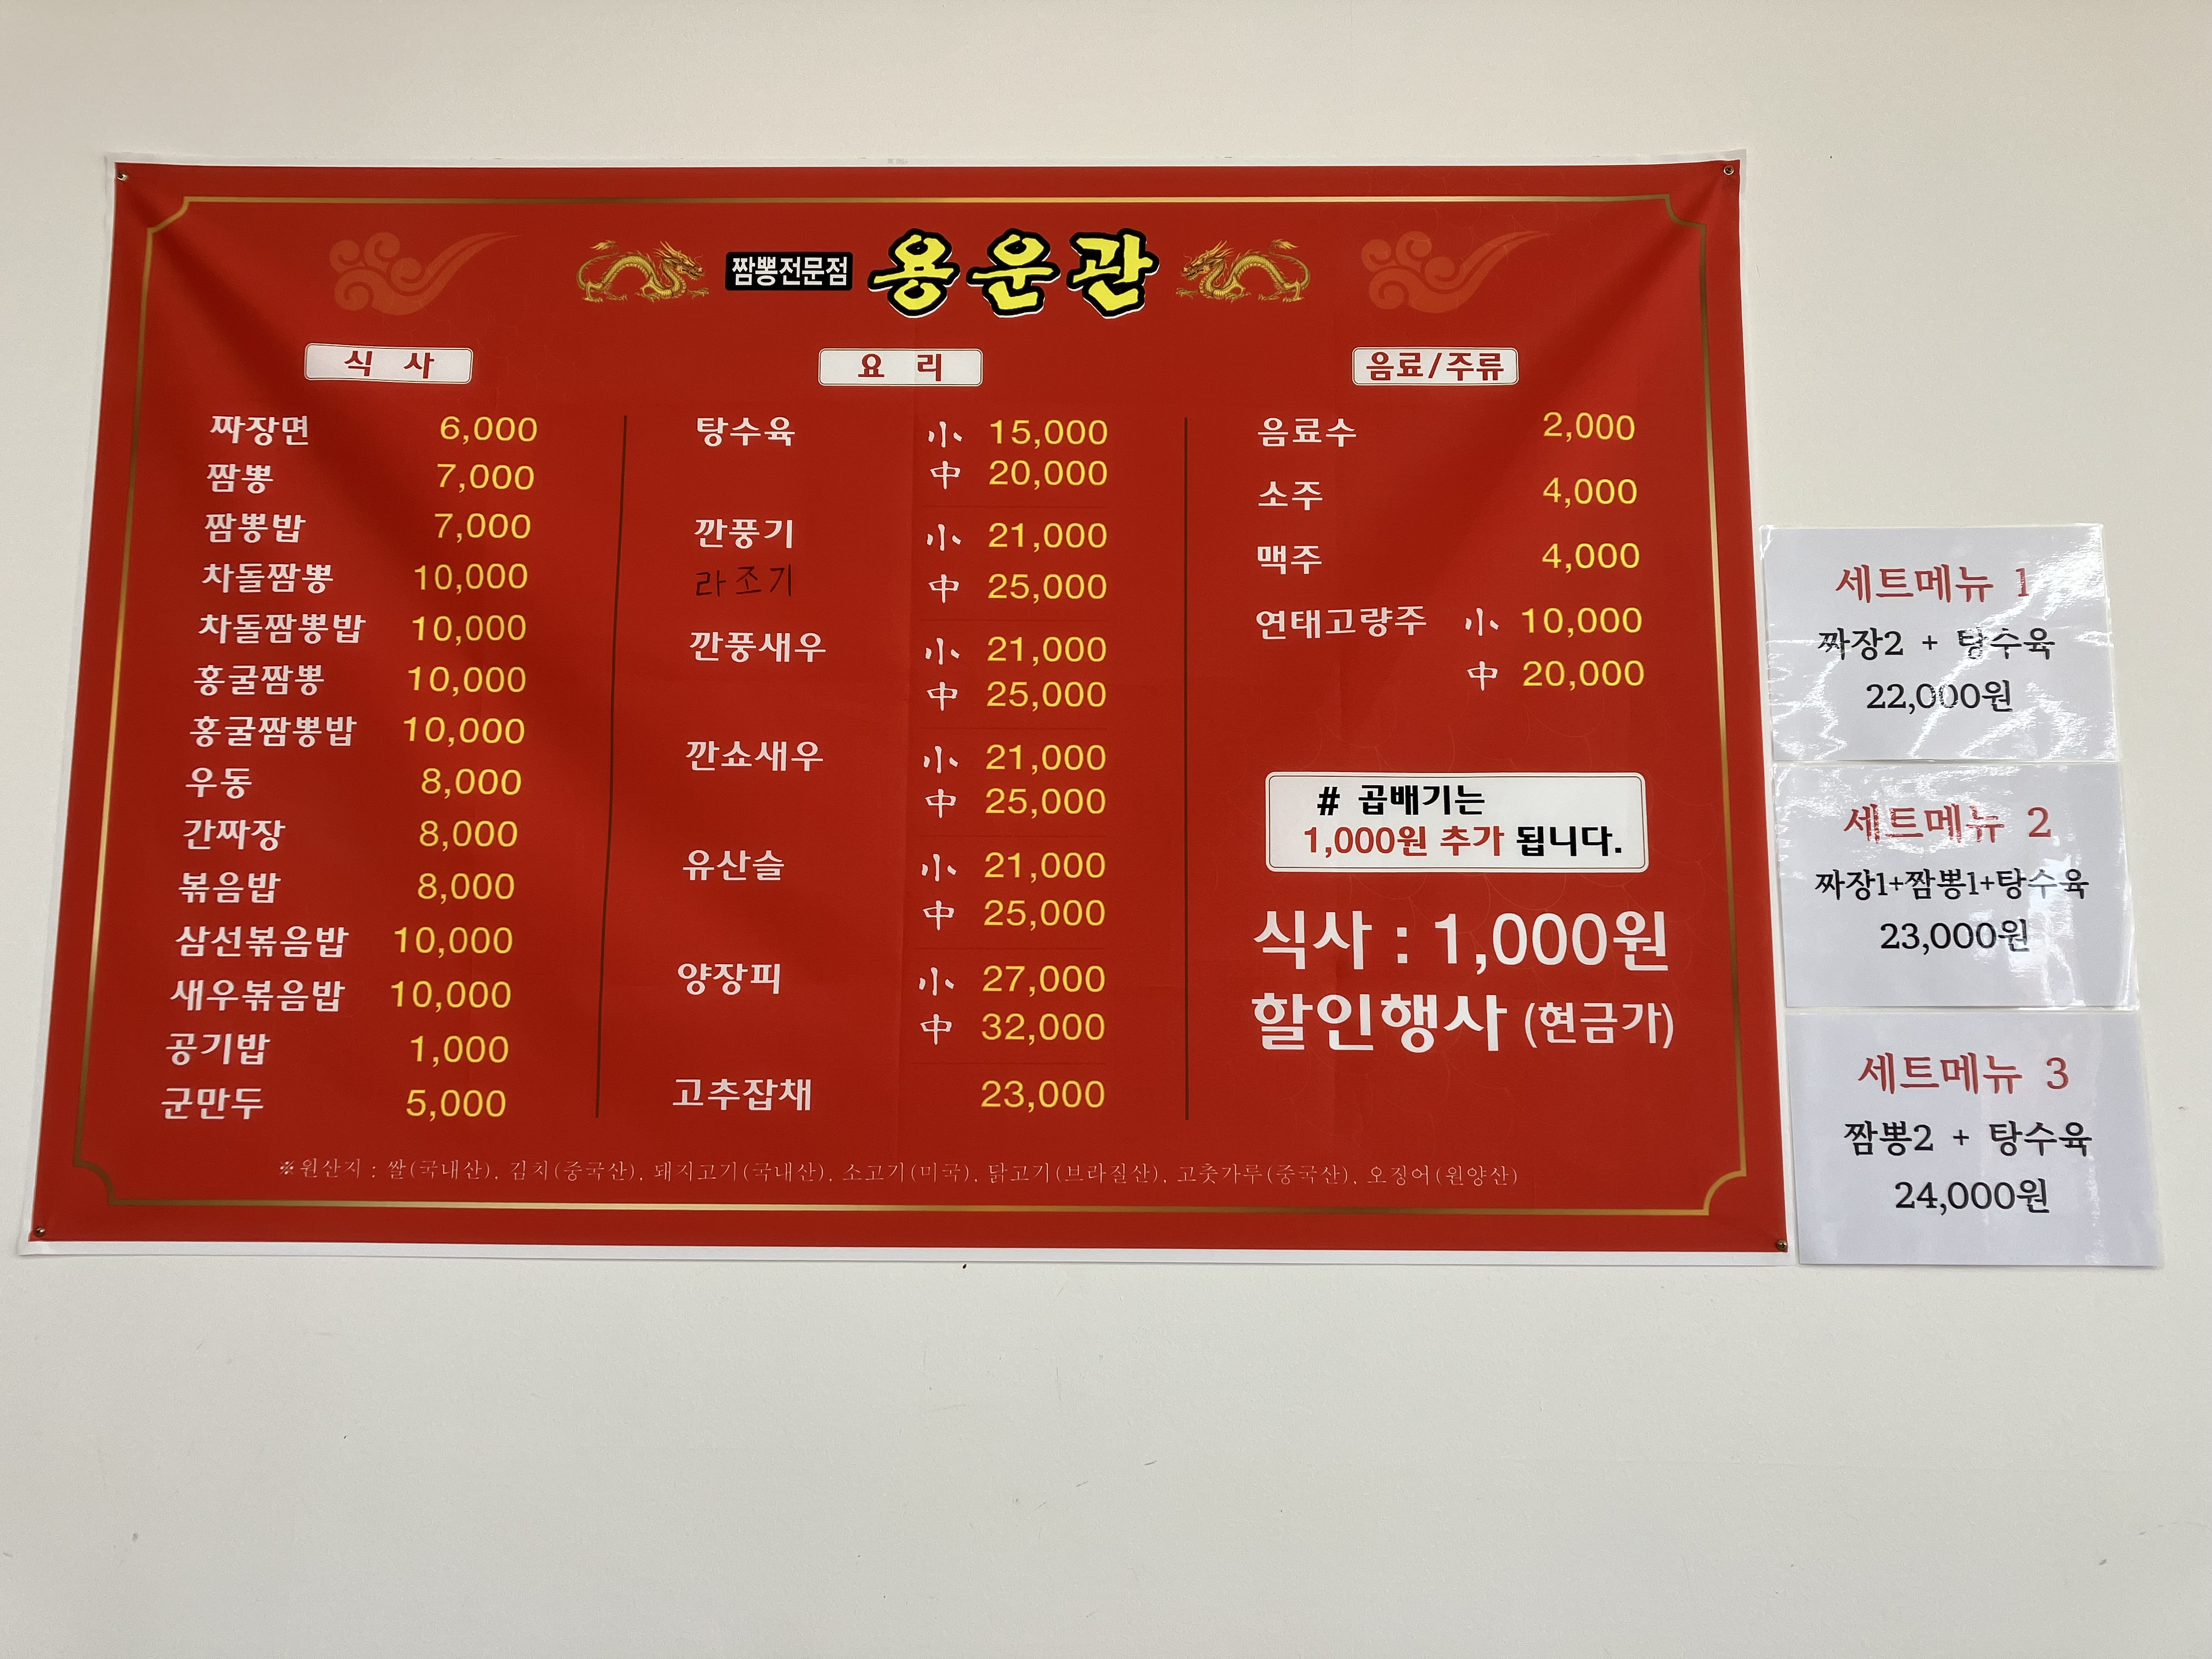 짬뽕전문점 용운관
식 사
짜장면 6,000
짬뽕 7,000
짬뽕밥 7,000
차돌짬뽕 10,000
차돌짬뽕밥 10,000
홍굴짬뽕 10,000
홍굴짬뽕밥 10,000
우동 8,000
간짜장 8,000
볶음밥 8,000
삼선볶음밥 10,000
새우볶음밥 10,000
공기밥 1,000
군만두 5,000
요 리
탕수육 小 15,000
中 20,000
깐풍기 小 21,000
라조기 中 25,000
깐풍새우 小 21,000
中 25,000
깐쇼새우 小 21,000
中 25,000
유산슬 小 21,000
中 25,000
양장피 小 27,000
中 32,000
고추잡채 23,000
음료/주류
음료수 2,000
소주 4,000
맥주 4,000
연태고량주 小 10,000
中 20,000
# 곱배기는
1,000원 추가 됩니다.
식사 : 1,000원
할인행사 (현금가)
※원산지 : 쌀(국내산), 김치(중국산), 돼지고기(국내산), 소고기(미국), 닭고기(브라질산), 고춧가루(중국산), 오징어(원양산)
세트메뉴 1
짜장2 + 탕수육
22,000원
세트메뉴 2
짜장1+짬뽕1+탕수육
23,000원
세트메뉴 3
짬뽕2 + 탕수육
24,000원